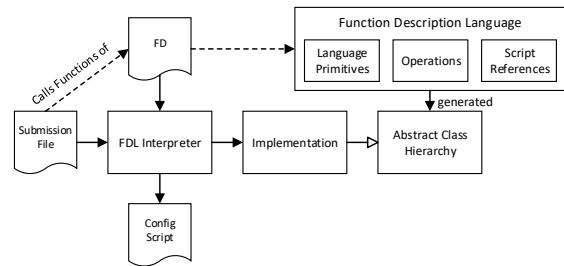 Function Description Language
FD
Language
Primitives
Operations
Script
References
Calls Functions of
generated
Submission
File
FDL Interpreter
Implementation
Abstract Class
Hierarchy
Config
Script